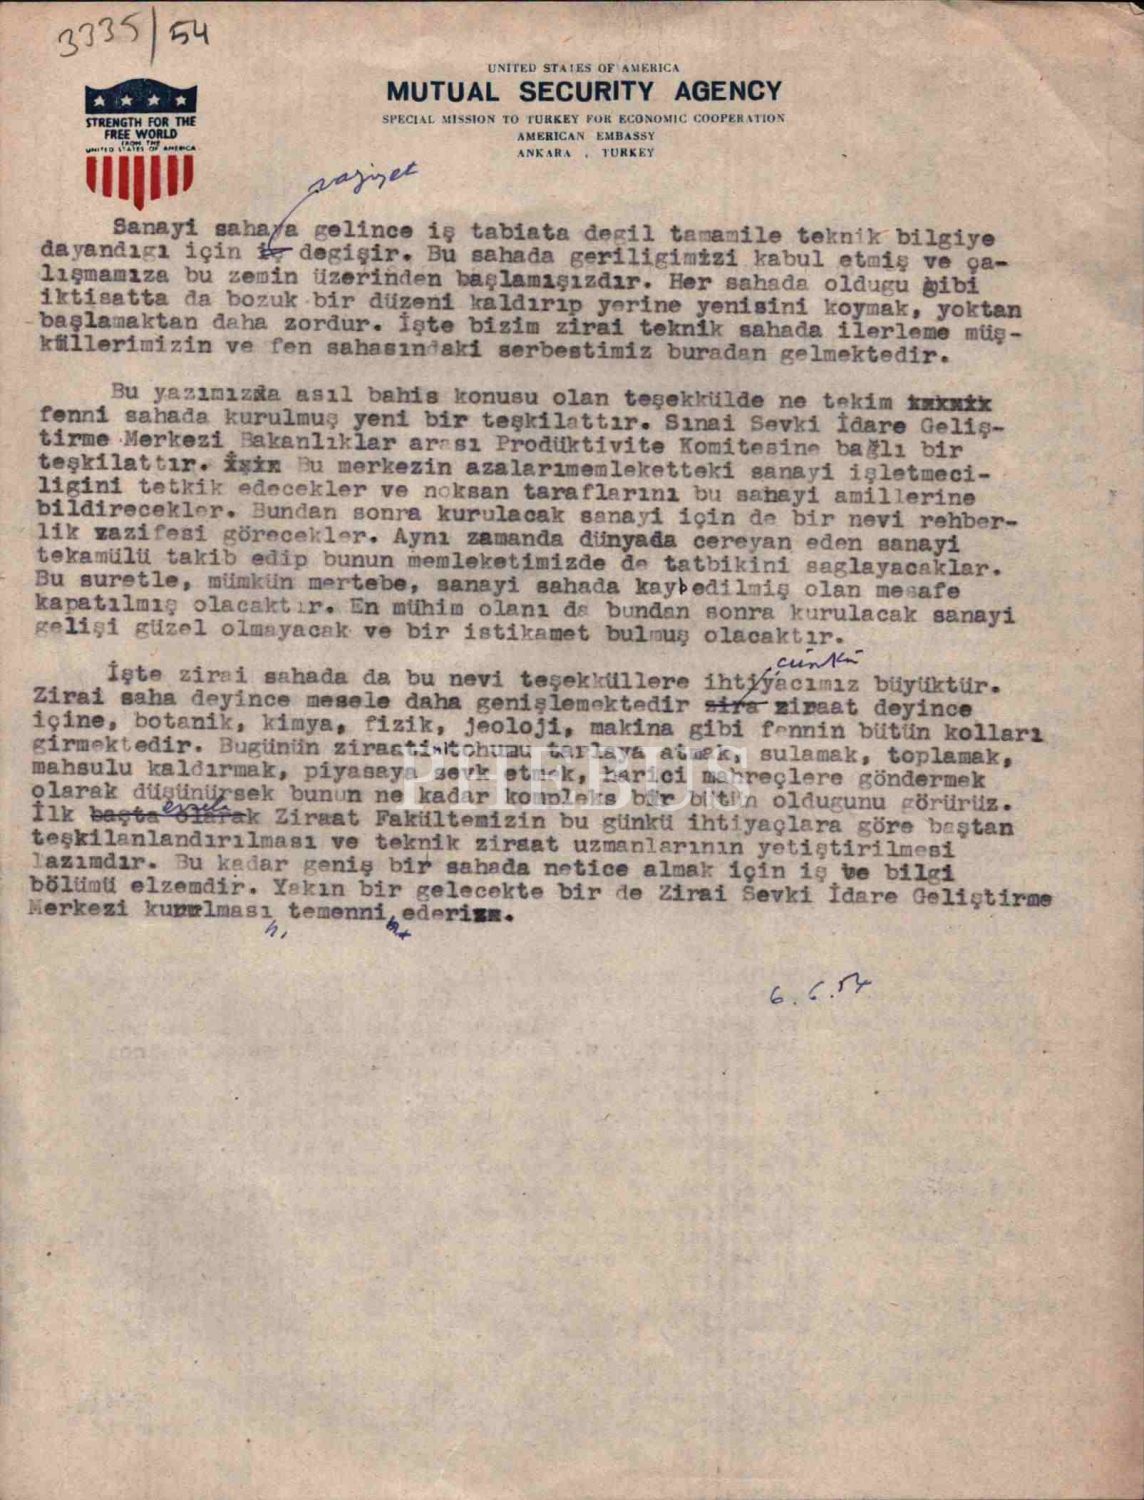 3335/54
UNITED STATES OF AMERICA
MUTUAL SECURITY AGENCY
SPECIAL MISSION TO TURKEY FOR ECONOMIC COOPERATION
AMERICAN EMBASSY
ANKARA , TURKEY
STRENGTH FOR THE
FREE WORLD
FROM THE
UNITED STATES OF AMERICA
vaziyet
Sanayi sahaya gelince iş tabiata degil tamamile teknik bilgiye
dayandıgı için iş degişir. Bu sahada geriligimizi kabul etmiş ve ça-
lışmamıza bu zemin üzerinden başlamışızdır. Her sahada oldugu gibi
iktisatta da bozuk bir düzeni kaldırıp yerine yenisini koymak, yoktan
başlamaktan daha zordur. İşte bizim zirai teknik sahada ilerleme müş-
küllerimizin ve fen sahasındaki serbestimiz buradan gelmektedir.
Bu yazımızda asıl bahis konusu olan teşekkülde ne tekim
fenni sahada kurulmuş yeni bir teşkilattır. Sınai Sevki İdare Geliş-
tirme Merkezi Bakanlıklar arası Prodüktivite Komitesine bağlı bir
teşkilattır. Bu merkezin azalarımemleketteki sanayi işletmeci-
ligini tetkik edecekler ve noksan taraflarını bu sanayi amillerine
bildirecekler. Bundan sonra kurulacak sanayi için de bir nevi rehber-
lik vazifesi görecekler. Aynı zamanda dünyada cereyan eden sanayi
tekamülü takib edip bunun memleketimizde de tatbikini saglayacaklar.
Bu suretle, mümkün mertebe, sanayi sahada kaybedilmiş olan mesafe
kapatılmış olacaktır. En mühim olanı da bundan sonra kurulacak sanayi
gelişi güzel olmayacak ve bir istikamet bulmuş olacaktır.
çünkü
İşte zirai sahada da bu nevi teşekküllere ihtiyacımız büyüktür.
Zirai saha deyince mesele daha genişlemektedir zira ziraat deyince
içine, botanik, kimya, fizik, jeoloji, makina gibi fennin bütün kolları
girmektedir. Bugünün ziraatini tohumu tarlaya atmak, sulamak, toplamak,
mahsulu kaldırmak, piyasaya sevk etmek, harici mahreçlere göndermek
olarak düşünürsek bunun ne kadar kompleks bir bütün oldugunu görürüz.
İlk başta olarak Ziraat Fakültemizin bu günkü ihtiyaçlara göre baştan
teşkilanlandırılması ve teknik ziraat uzmanlarının yetiştirilmesi
lazımdır. Bu kadar geniş bir sahada netice almak için iş ve bilgi
bölümü elzemdir. Yakın bir gelecekte bir de Zirai Sevki İdare Geliştirme
Merkezi kurulması temenni ederiz.
6.6.54
PHEBUS